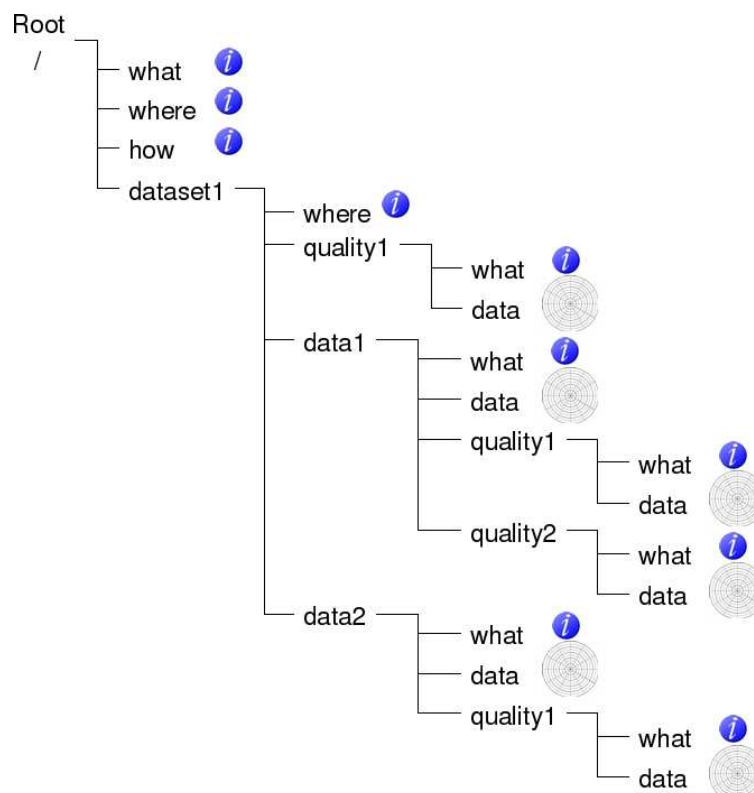 Root
/
what i
where i
how i
dataset1
where i
quality1
what i
data
data1
what i
data
quality1
what i
data
quality2
what i
data
data2
what i
data
quality1
what i
data